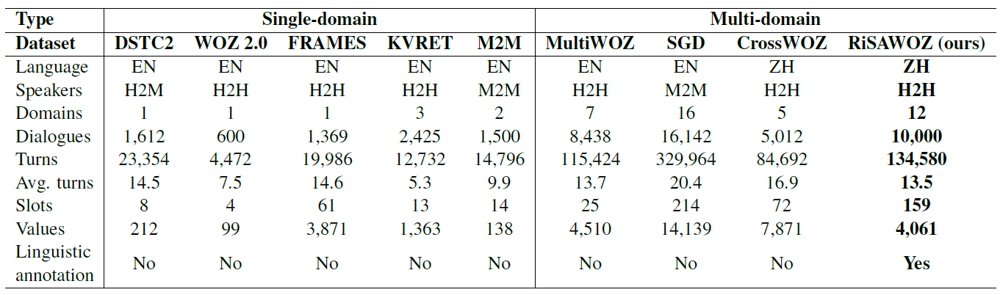 Type Single-domain Multi-domain
Dataset DSTC2 WOZ 2.0 FRAMES KVRET M2M MultiWOZ SGD CrossWOZ RiSAWOZ (ours)
Language EN EN EN EN EN EN EN ZH ZH
Speakers H2M H2H H2H H2H M2M H2H M2M H2H H2H
Domains 1 1 1 3 2 7 16 5 12
Dialogues 1,612 600 1,369 2,425 1,500 8,438 16,142 5,012 10,000
Turns 23,354 4,472 19,986 12,732 14,796 115,424 329,964 84,692 134,580
Avg. turns 14.5 7.5 14.6 5.3 9.9 13.7 20.4 16.9 13.5
Slots 8 4 61 13 14 25 214 72 159
Values 212 99 3,871 1,363 138 4,510 14,139 7,871 4,061
Linguistic
annotation No No No No No No No No Yes